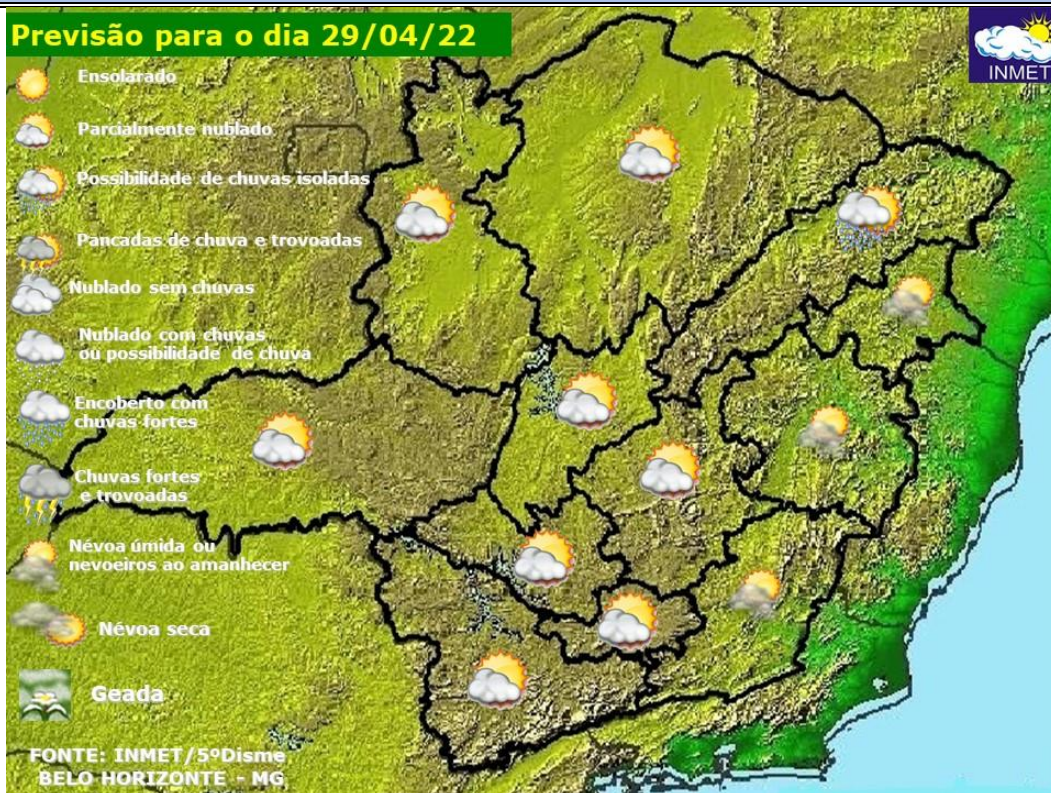 Previsão para o dia 29/04/22
INMET
Ensolarado
Parcialmente nublado
Possibilidade de chuvas isoladas
Pancadas de chuva e trovoadas
Nublado sem chuvas
Nublado com chuvas
ou possibilidade de chuva
Encoberto com
chuvas fortes
Chuvas fortes
e trovoadas
Névoa úmida ou
nevoeiros ao amanhecer
Névoa seca
Geada
FONTE: INMET/5ºDisme
BELO HORIZONTE - MG